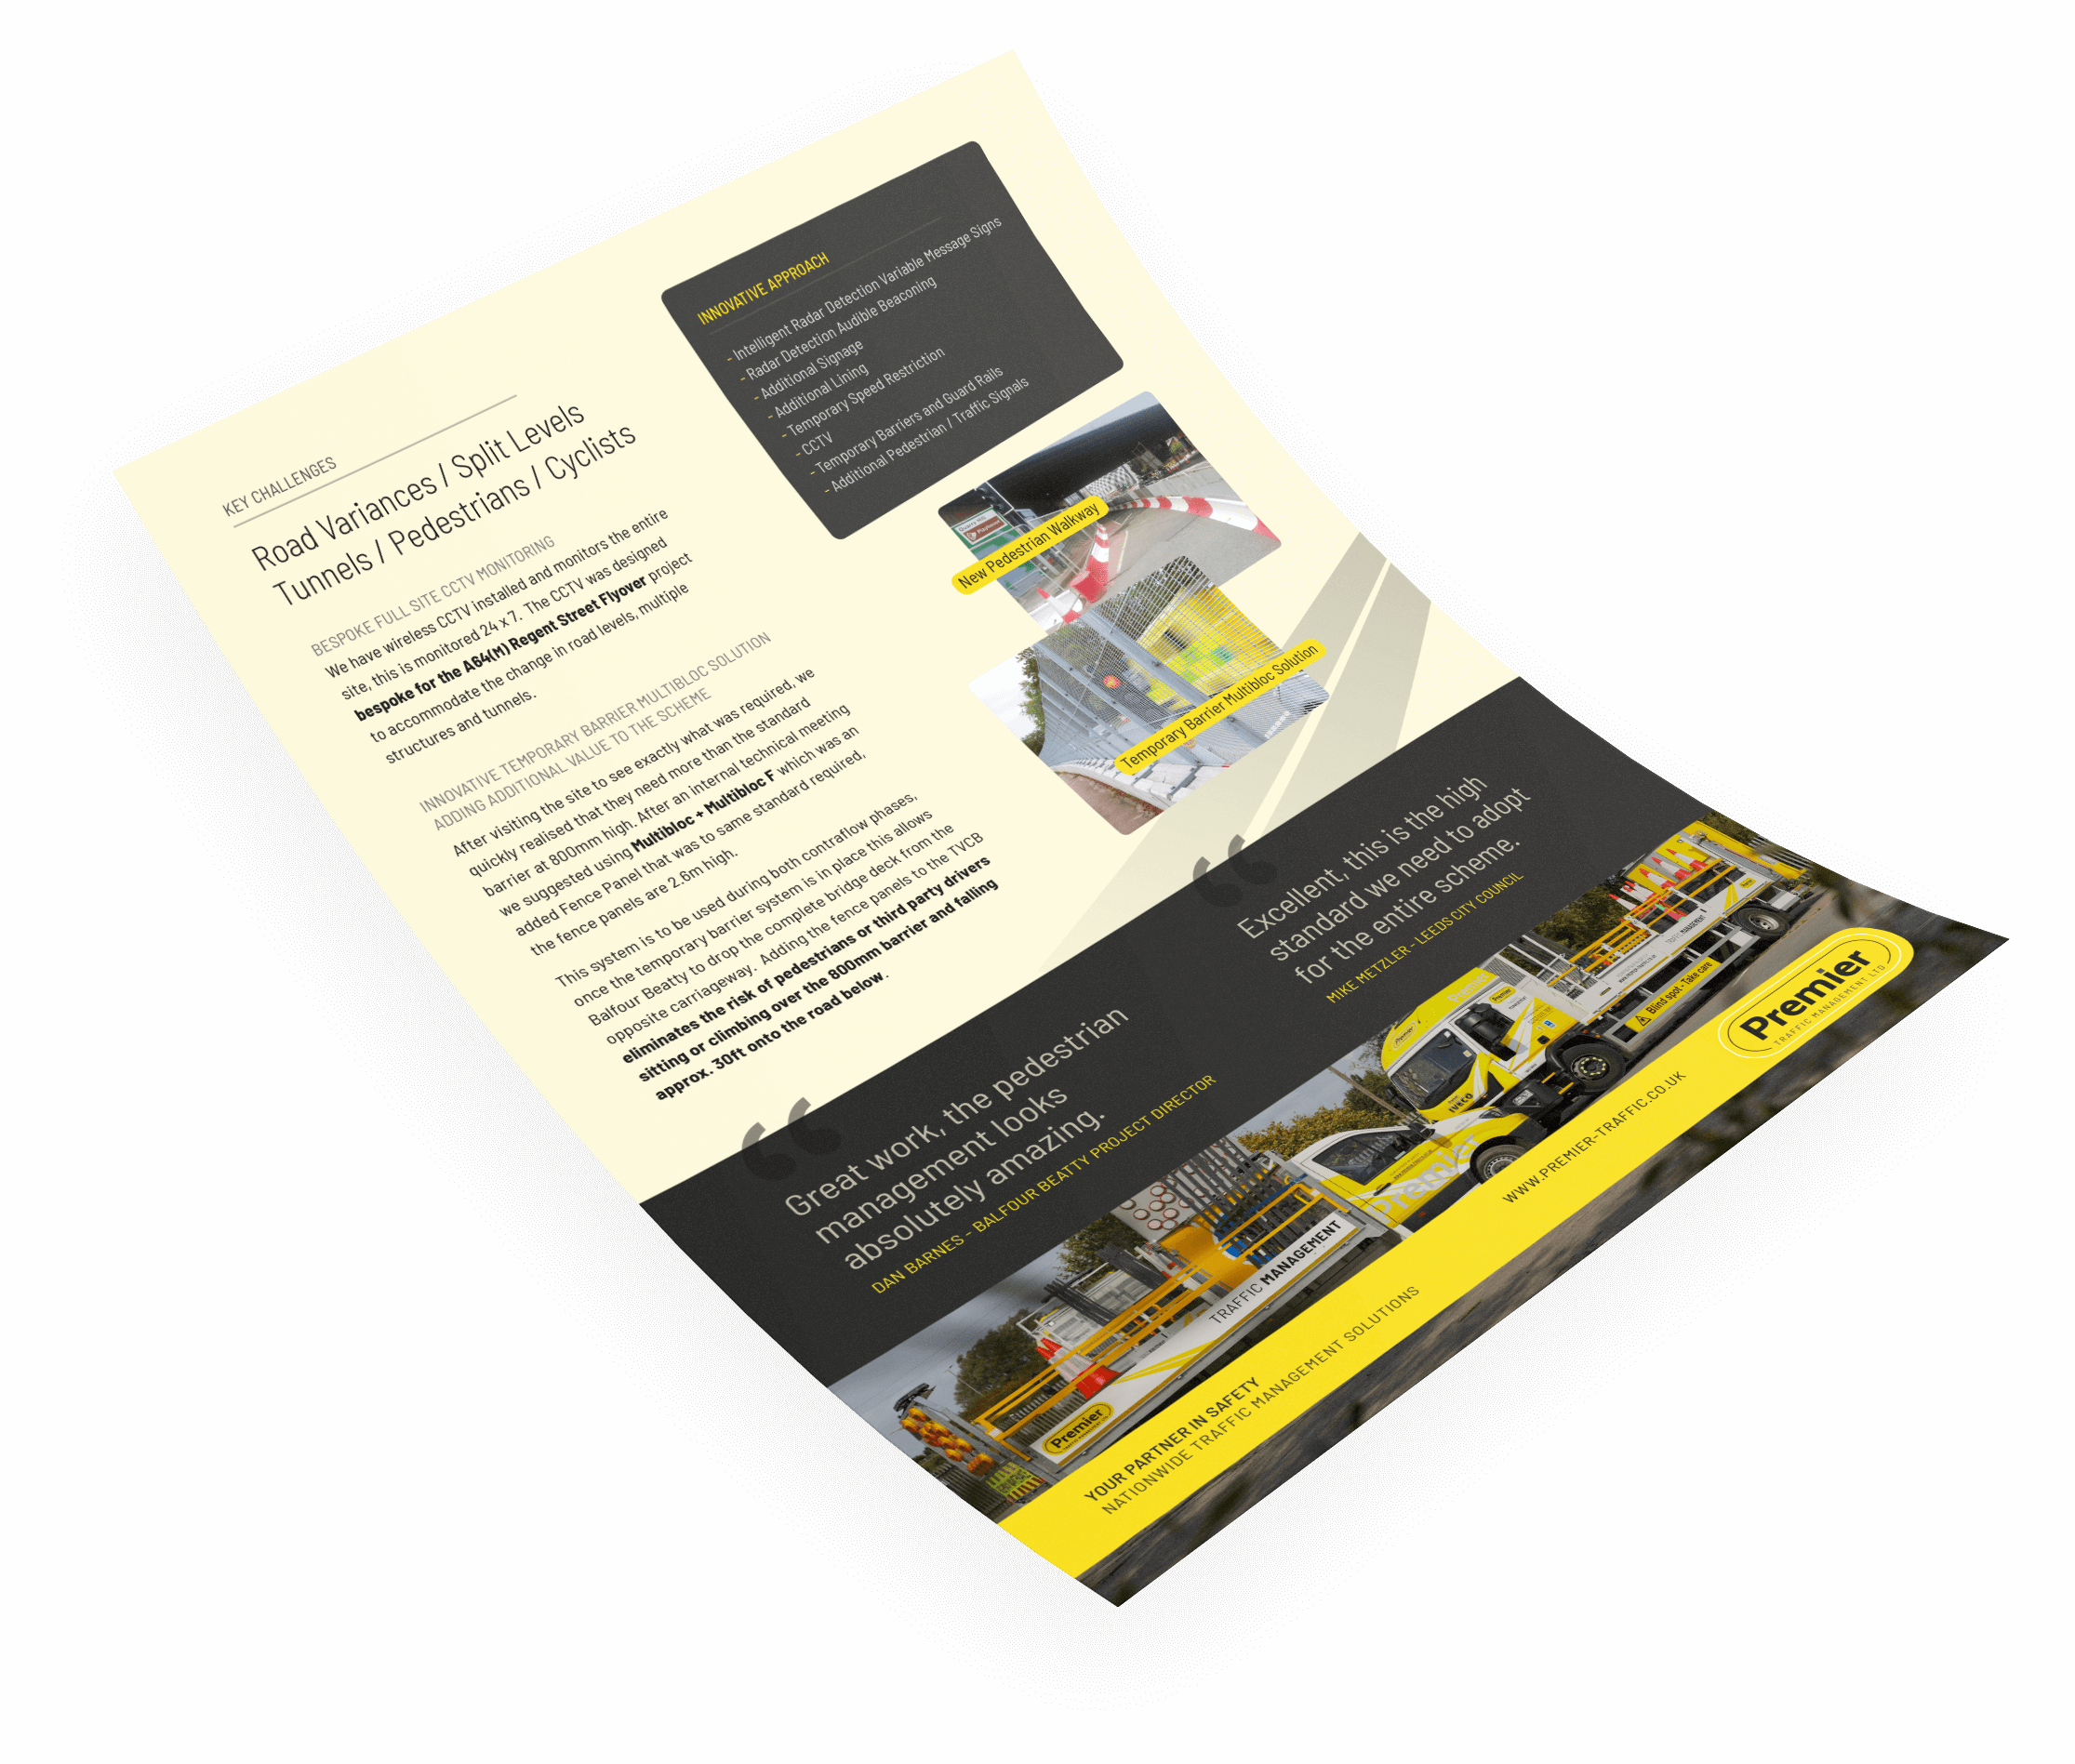 KEY CHALLENGES
Road Variances / Split Levels
Tunnels / Pedestrians / Cyclists
BESPOKE FULL SITE CCTV MONITORING
We have wireless CCTV installed and monitors the entire
site, this is monitored 24 x 7. The CCTV was designed
bespoke for the A64(M) Regent Street Flyover project
to accommodate the change in road levels, multiple
structures and tunnels.
INNOVATIVE TEMPORARY BARRIER MULTIBLOC SOLUTION
ADDING ADDITIONAL VALUE TO THE SCHEME
After visiting the site to see exactly what was required, we
quickly realised that they need more than the standard
barrier at 800mm high. After an internal technical meeting
we suggested using Multibloc + Multibloc F which was an
added Fence Panel that was to same standard required,
the fence panels are 2.6m high.
This system is to be used during both contraflow phases,
once the temporary barrier system is in place this allows
Balfour Beatty to drop the complete bridge deck from the
opposite carriageway. Adding the fence panels to the TVCB
eliminates the risk of pedestrians or third party drivers
sitting or climbing over the 800mm barrier and falling
approx. 30ft onto the road below.
INNOVATIVE APPROACH
- Intelligent Radar Detection Variable Message Signs
- Radar Detection Audible Beaconing
- Additional Signage
- Additional Lining
- Temporary Speed Restriction
- CCTV
- Temporary Barriers and Guard Rails
- Additional Pedestrian / Traffic Signals
New Pedestrian Walkway
Temporary Barrier Multibloc Solution
“
Great work, the pedestrian
management looks
absolutely amazing.
DAN BARNES - BALFOUR BEATTY PROJECT DIRECTOR
“
Excellent, this is the high
standard we need to adopt
for the entire scheme.
MIKE METZLER - LEEDS CITY COUNCIL
Premier
TRAFFIC MANAGEMENT
Premier
IVECO
Blind spot - Take care
TRAFFIC MANAGEMENT
YOUR PARTNER IN SAFETY
NATIONWIDE TRAFFIC MANAGEMENT SOLUTIONS
WWW.PREMIER-TRAFFIC.CO.UK
Premier
TRAFFIC MANAGEMENT LTD